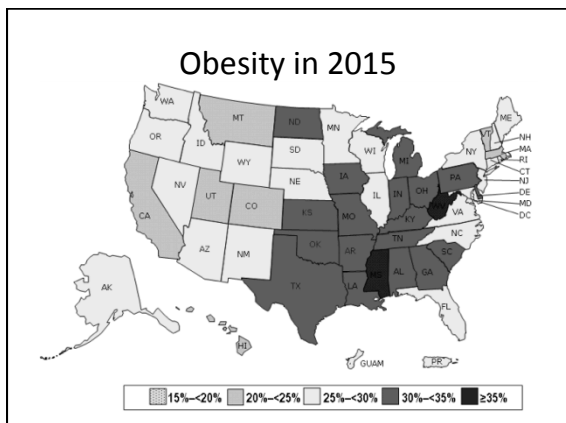 Obesity in 2015
WA
MT
ND
MN
ME
VT
NH
MA
RI
CT
NJ
DE
MD
DC
OR
ID
SD
WI
NY
MI
WY
IA
NE
PA
NV
IL
IN
OH
UT
CO
WV
VA
CA
KS
MO
KY
NC
TN
AZ
NM
OK
AR
SC
MS
AL
GA
TX
LA
FL
AK
HI
GUAM
PR
15%–<20%
20%–<25%
25%–<30%
30%–<35%
≥35%